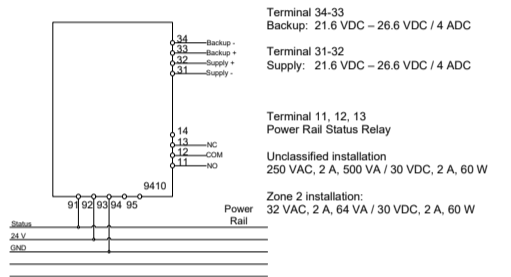 34
Backup -
33
Backup +
32
Supply +
31
Supply -
14
13
NC
12
COM
11
NO
9410
91 92 93 94 95
Power
Rail
Status
24 V
GND
Terminal 34-33
Backup: 21.6 VDC – 26.6 VDC / 4 ADC
Terminal 31-32
Supply: 21.6 VDC – 26.6 VDC / 4 ADC
Terminal 11, 12, 13
Power Rail Status Relay
Unclassified installation
250 VAC, 2 A, 500 VA / 30 VDC, 2 A, 60 W
Zone 2 installation:
32 VAC, 2 A, 64 VA / 30 VDC, 2 A, 60 W